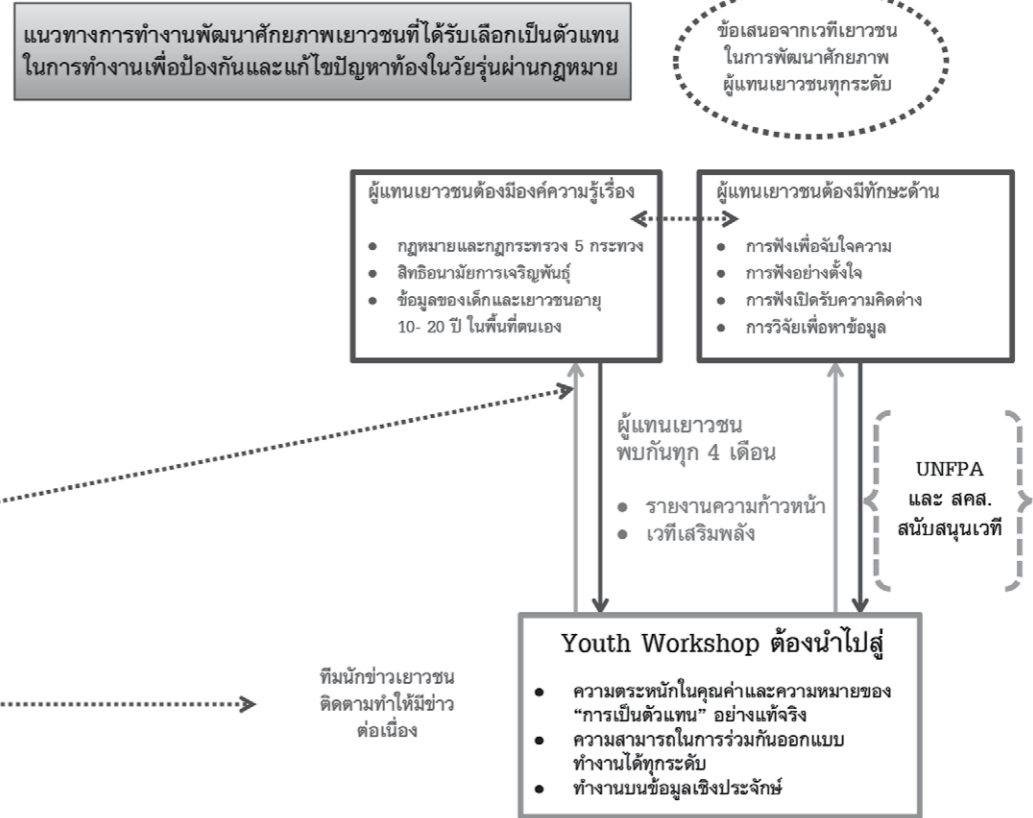 แนวทางการทำงานพัฒนาศักยภาพเยาวชนที่ได้รับเลือกเป็นตัวแทน
ในการทำงานเพื่อป้องกันและแก้ไขปัญหาท้องในวัยรุ่นผ่านกฎหมาย
ข้อเสนอจากเวทีเยาวชน
ในการพัฒนาศักยภาพ
ผู้แทนเยาวชนทุกระดับ
ผู้แทนเยาวชนต้องมีองค์ความรู้เรื่อง
● กฎหมายและกฎกระทรวง 5 กระทวง
● สิทธิอนามัยการเจริญพันธุ์
● ข้อมูลของเด็กและเยาวชนอายุ
10- 20 ปี ในพื้นที่ตนเอง
ผู้แทนเยาวชนต้องมีทักษะด้าน
● การฟังเพื่อจับใจความ
● การฟังอย่างตั้งใจ
● การฟังเปิดรับความคิดต่าง
● การวิจัยเพื่อหาข้อมูล
ผู้แทนเยาวชน
พบกันทุก 4 เดือน
● รายงานความก้าวหน้า
● เวทีเสริมพลัง
UNFPA
และ สคส.
สนับสนุนเวที
ทีมนักข่าวเยาวชน
ติดตามทำให้มีข่าว
ต่อเนื่อง
Youth Workshop ต้องนำไปสู่
● ความตระหนักในคุณค่าและความหมายของ
“การเป็นตัวแทน” อย่างแท้จริง
● ความสามารถในการร่วมกันออกแบบ
ทำงานได้ทุกระดับ
● ทำงานบนข้อมูลเชิงประจักษ์